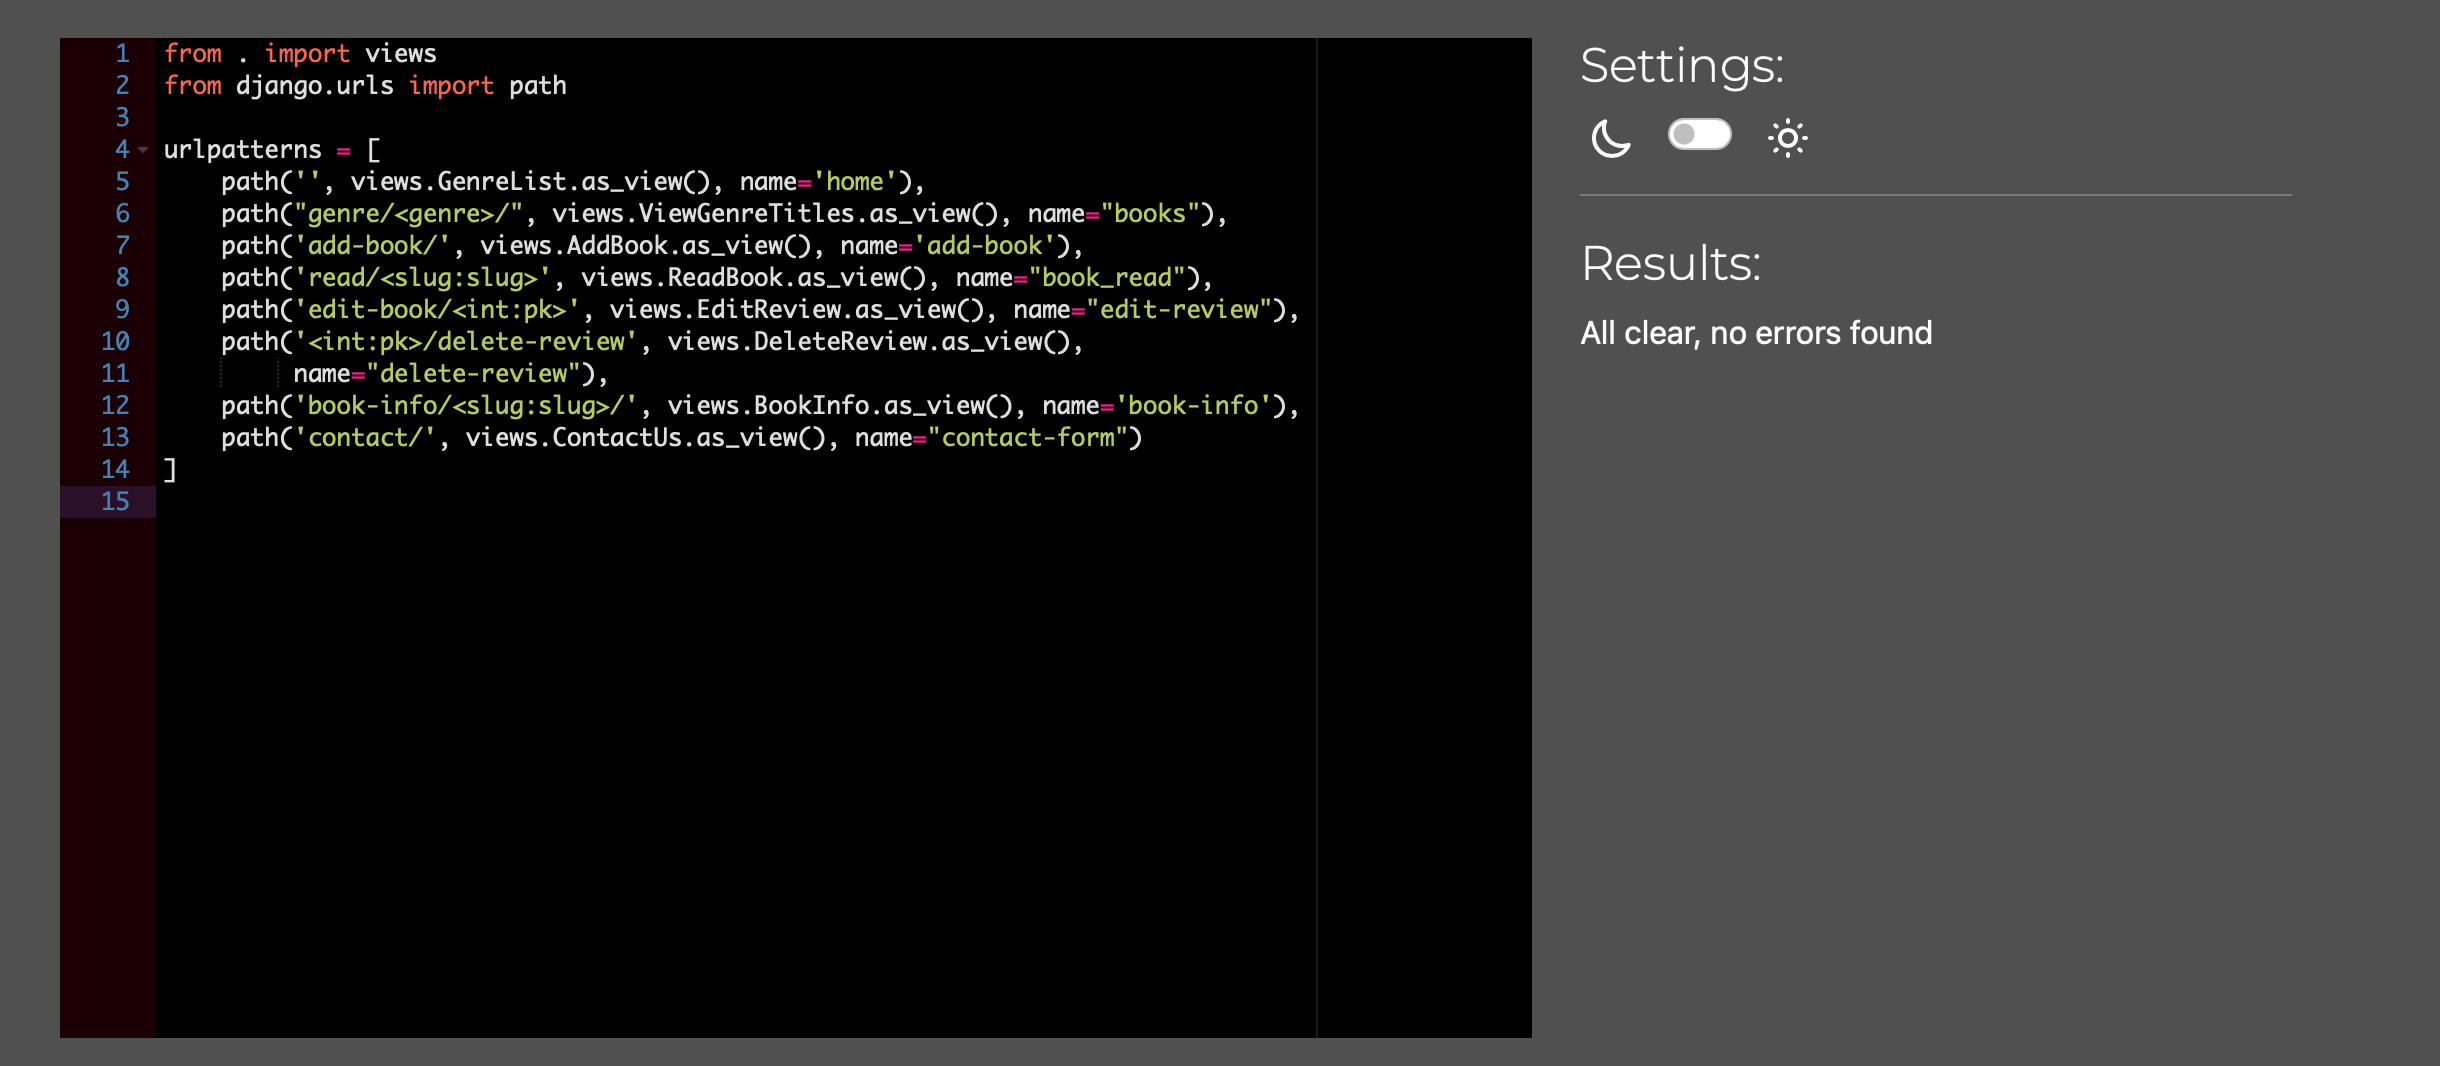 1 from . import views
2 from django.urls import path
3
4 urlpatterns = [
5     path('', views.GenreList.as_view(), name='home'),
6     path("genre/<genre>/", views.ViewGenreTitles.as_view(), name="books"),
7     path('add-book/', views.AddBook.as_view(), name='add-book'),
8     path('read/<slug:slug>', views.ReadBook.as_view(), name="book_read"),
9     path('edit-book/<int:pk>', views.EditReview.as_view(), name="edit-review"),
10     path('<int:pk>/delete-review', views.DeleteReview.as_view(),
11          name="delete-review"),
12     path('book-info/<slug:slug>/', views.BookInfo.as_view(), name='book-info'),
13     path('contact/', views.ContactUs.as_view(), name="contact-form")
14 ]
15
Settings:
Results:
All clear, no errors found